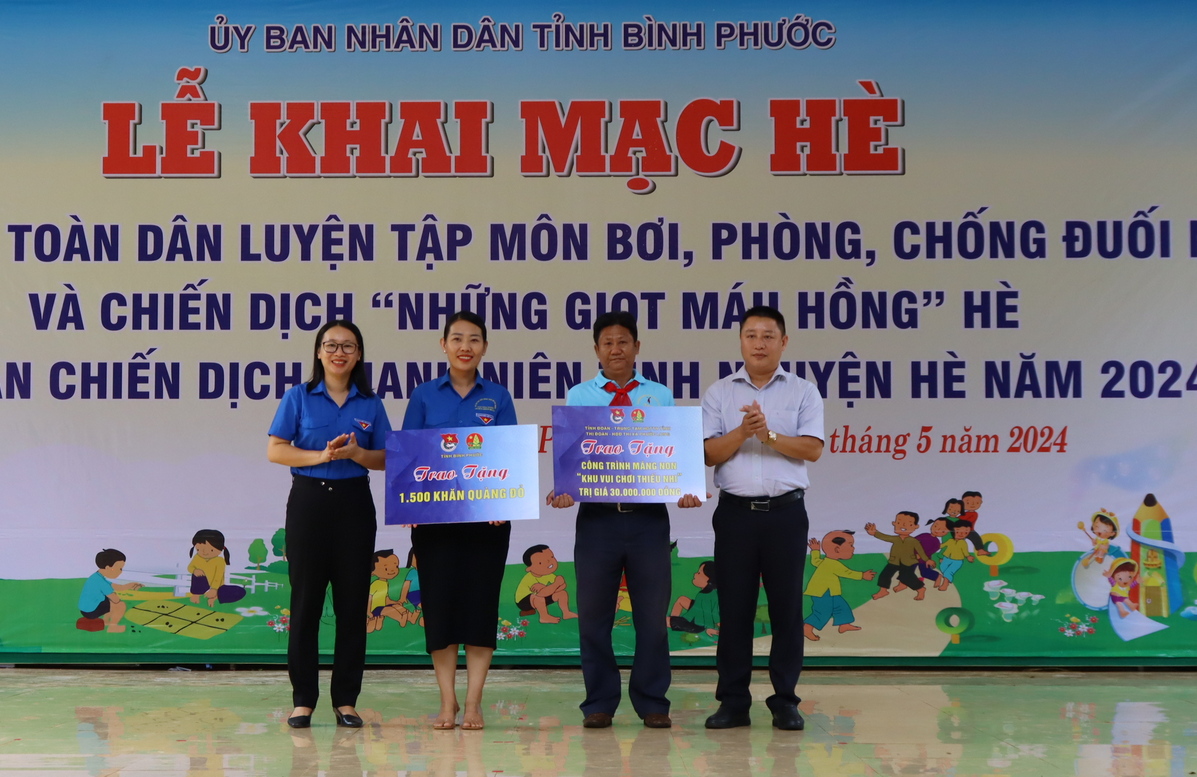 ỦY BAN NHÂN DÂN TỈNH BÌNH PHƯỚC
LỄ KHAI MẠC HÈ
TOÀN DÂN LUYỆN TẬP MÔN BƠI, PHÒNG, CHỐNG ĐUỐI
VÀ CHIẾN DỊCH “NHỮNG GIỌT MÁU HỒNG” HÈ
CHIẾN DỊCH NIÊN HÈ NĂM 2024
tháng 5 năm 2024
TỈNH BÌNH PHƯỚC
Trao Tặng
1.500 KHĂN QUÀNG ĐỎ
Trao Tặng
CÔNG TRÌNH MĂNG NON
"KHU VUI CHƠI THIẾU NHI"
TRỊ GIÁ 30.000.000 ĐỒNG